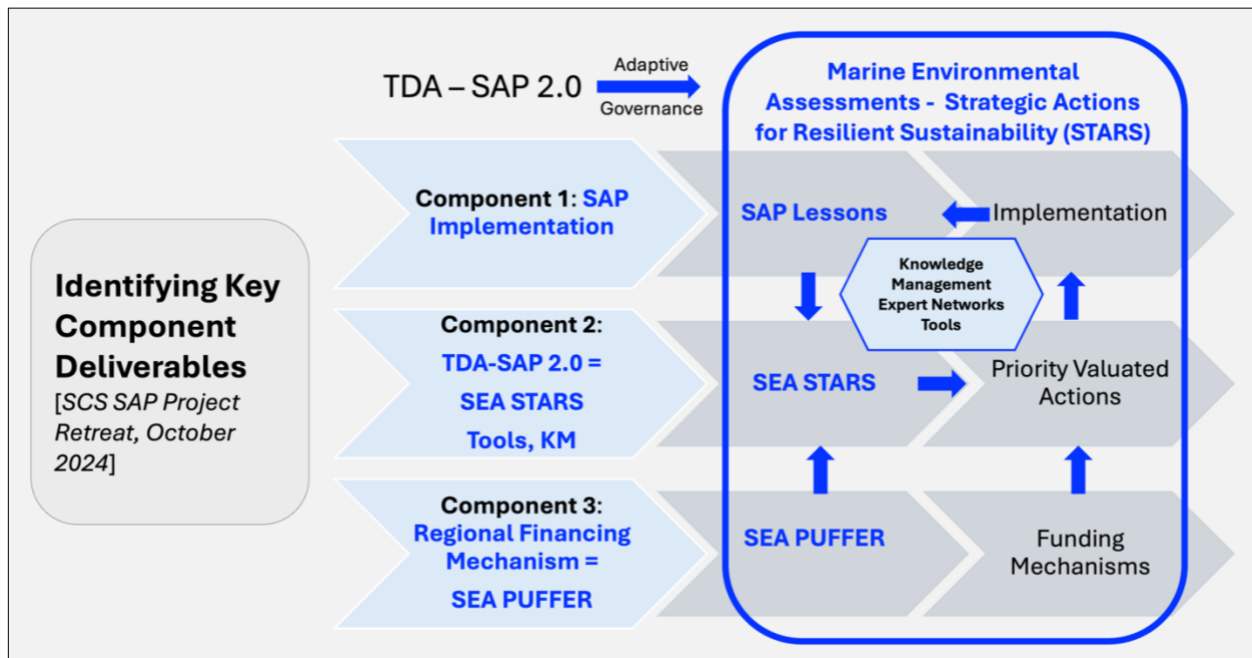 TDA – SAP 2.0
Adaptive
Governance
Marine Environmental
Assessments - Strategic Actions
for Resilient Sustainability (STARS)
Identifying Key
Component
Deliverables
[SCS SAP Project
Retreat, October
2024]
Component 1: SAP
Implementation
SAP Lessons
Implementation
Knowledge
Management
Expert Networks
Tools
Component 2:
TDA-SAP 2.0 =
SEA STARS
Tools, KM
SEA STARS
Priority Valuated
Actions
Component 3:
Regional Financing
Mechanism =
SEA PUFFER
SEA PUFFER
Funding
Mechanisms